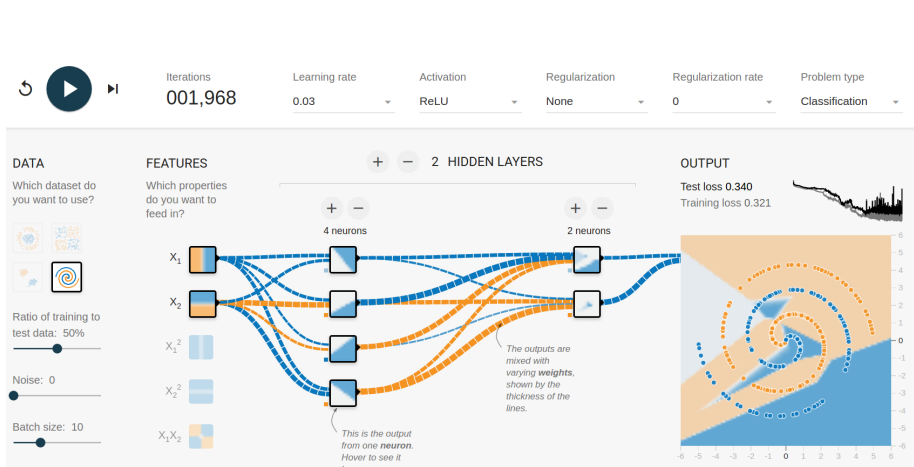 Iterations
001,968
Learning rate
0.03
Activation
ReLU
Regularization
None
Regularization rate
0
Problem type
Classification
DATA
Which dataset do
you want to use?
Ratio of training to
test data: 50%
Noise: 0
Batch size: 10
FEATURES
Which properties
do you want to
feed in?
X1
X2
X1²
X2²
X1X2
+ − 2 HIDDEN LAYERS
+ −
4 neurons
+ −
2 neurons
The outputs are
mixed with
varying weights,
shown by the
thickness of the
lines.
This is the output
from one neuron.
Hover to see it
OUTPUT
Test loss 0.340
Training loss 0.321
6
5
4
3
2
1
0
-1
-2
-3
-4
-5
-6
-6 -5 -4 -3 -2 -1 0 1 2 3 4 5 6